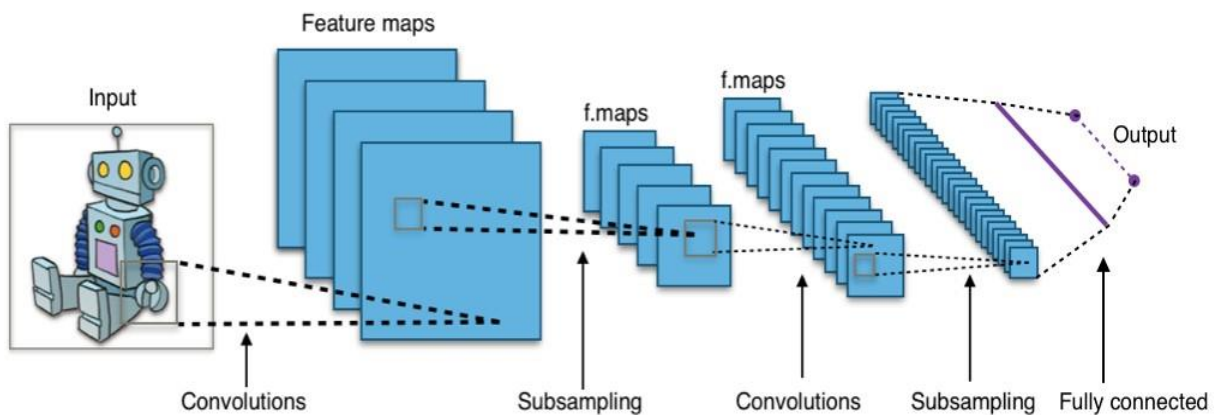 Feature maps
f.maps
Input
f.maps
Output
Convolutions
Subsampling
Convolutions
Subsampling
Fully connected